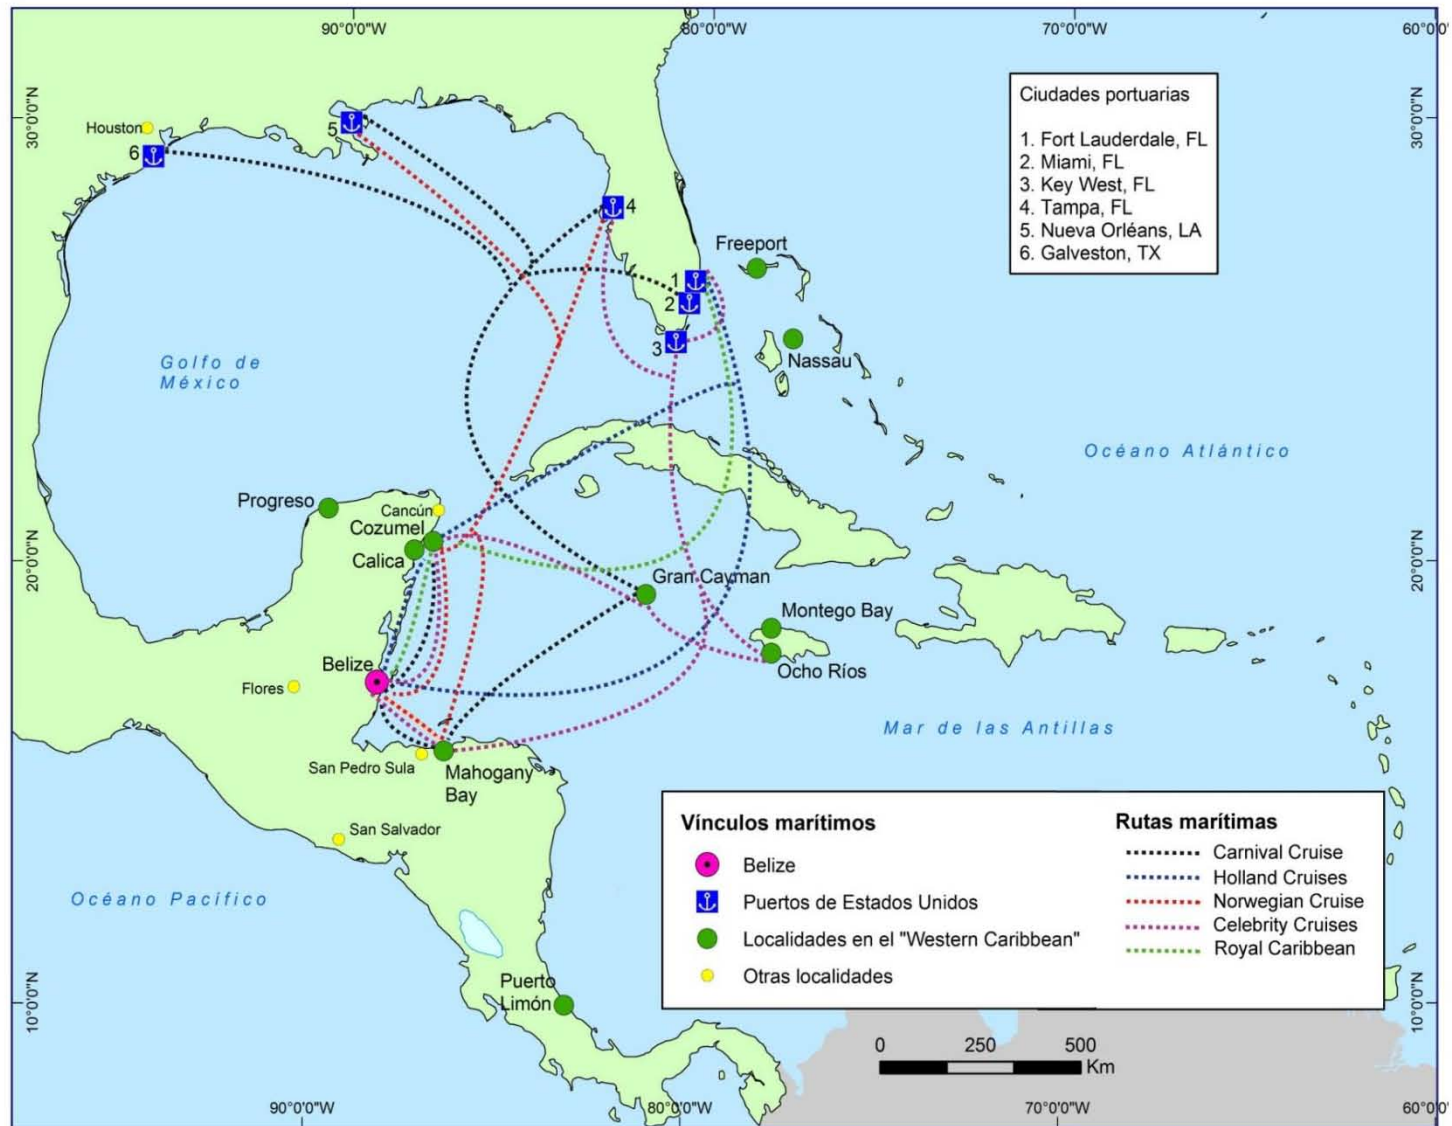 90°0'0"W
80°0'0"W
70°0'0"W
60°0'0"
30°0'0"N
30°0'0"N
Ciudades portuarias
1. Fort Lauderdale, FL
2. Miami, FL
3. Key West, FL
4. Tampa, FL
5. Nueva Orléans, LA
6. Galveston, TX
Houston
5
6
4
Freeport
1
2
3
Nassau
Golfo de
México
Océano Atlántico
Progreso
Cancún
Cozumel
Calica
20°0'0"N
20°0'0"N
Gran Cayman
Montego Bay
Ocho Ríos
Belize
Flores
Mar de las Antillas
San Pedro Sula
Mahogany
Bay
San Salvador
Océano Pacífico
Puerto
Limón
Vínculos marítimos
Belize
Puertos de Estados Unidos
Localidades en el "Western Caribbean"
Otras localidades
Rutas marítimas
Carnival Cruise
Holland Cruises
Norwegian Cruise
Celebrity Cruises
Royal Caribbean
10°0'0"N
10°0'0"N
0 250 500
Km
90°0'0"W
80°0'0"W
70°0'0"W
60°0'0"